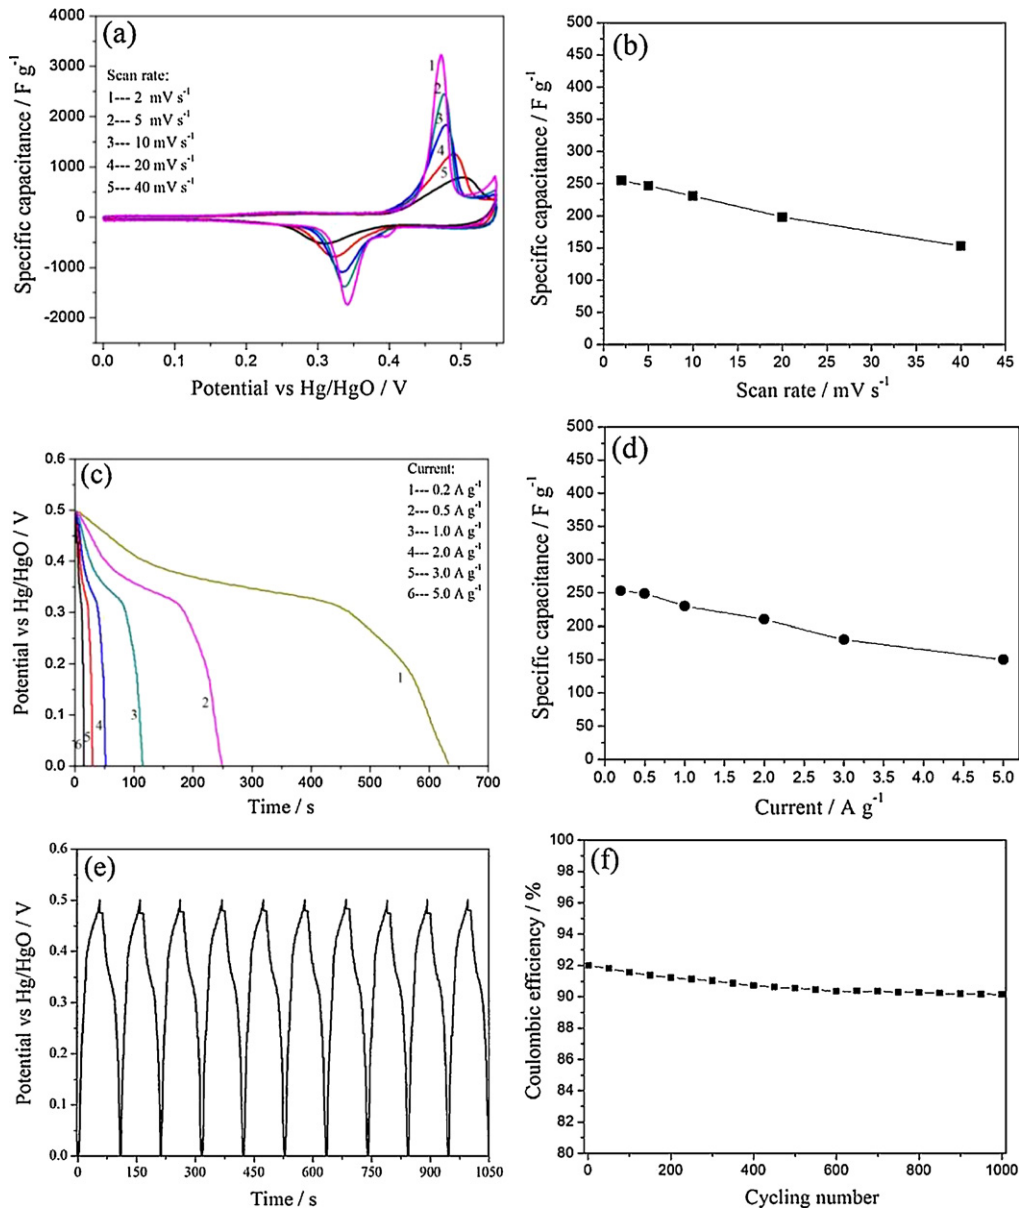 (a)
Specific capacitance / F g⁻¹
4000
3000
2000
1000
0
-1000
-2000
Scan rate:
1--- 2 mV s⁻¹
2--- 5 mV s⁻¹
3--- 10 mV s⁻¹
4--- 20 mV s⁻¹
5--- 40 mV s⁻¹
1
2
3
4
5
0.0 0.1 0.2 0.3 0.4 0.5
Potential vs Hg/HgO / V
(b)
Specific capacitance / F g⁻¹
500
450
400
350
300
250
200
150
100
50
0
0 5 10 15 20 25 30 35 40 45
Scan rate / mV s⁻¹
(c)
Potential vs Hg/HgO / V
0.6
0.5
0.4
0.3
0.2
0.1
0.0
Current:
1--- 0.2 A g⁻¹
2--- 0.5 A g⁻¹
3--- 1.0 A g⁻¹
4--- 2.0 A g⁻¹
5--- 3.0 A g⁻¹
6--- 5.0 A g⁻¹
6
5
4
3
2
1
0 100 200 300 400 500 600 700
Time / s
(d)
Specific capacitance / F g⁻¹
500
450
400
350
300
250
200
150
100
50
0
0.0 0.5 1.0 1.5 2.0 2.5 3.0 3.5 4.0 4.5 5.0
Current / A g⁻¹
(e)
Potential vs Hg/HgO / V
0.6
0.5
0.4
0.3
0.2
0.1
0.0
0 150 300 450 600 750 900 1050
Time / s
(f)
Coulombic efficiency / %
100
98
96
94
92
90
88
86
84
82
80
0 200 400 600 800 1000
Cycling number